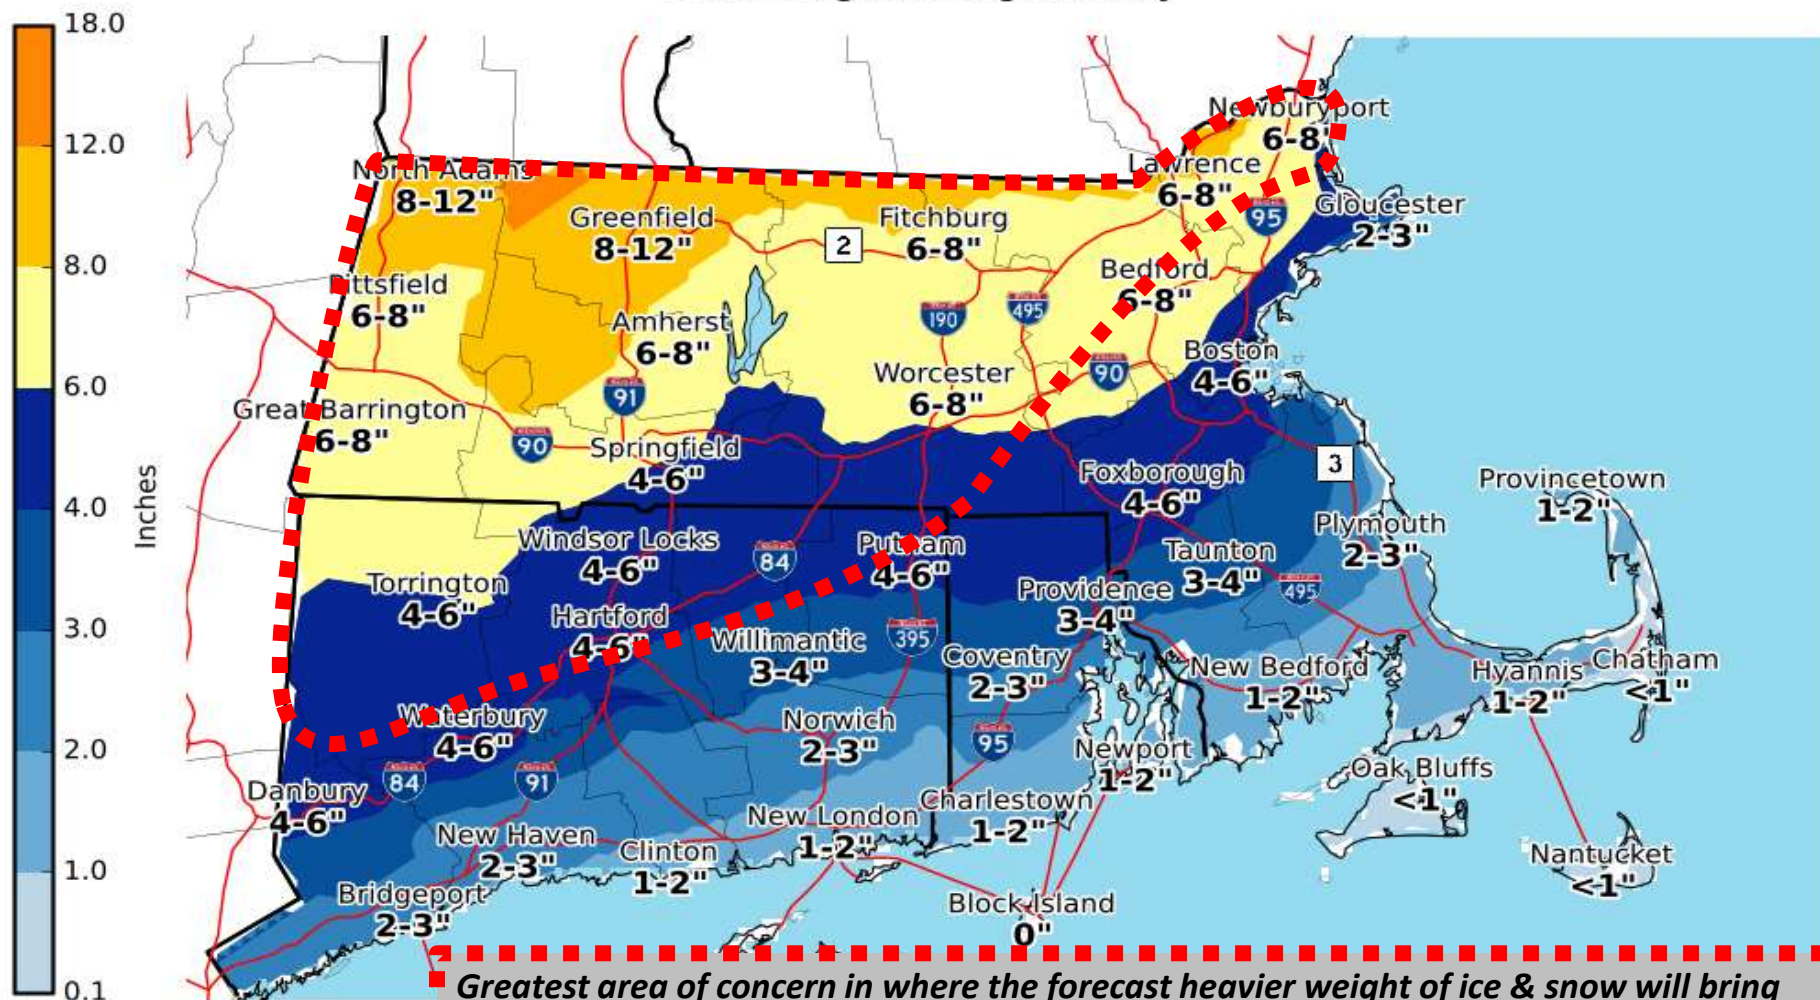 18.0
12.0
8.0
6.0
4.0
3.0
2.0
1.0
0.1
Inches
Newburyport
6-8"
North Adams
8-12"
Lawrence
6-8"
Greenfield
8-12"
Fitchburg
6-8"
Gloucester
2-3"
95
2
Pittsfield
6-8"
Bedford
6-8"
190
495
Amherst
6-8"
Boston
4-6"
Worcester
6-8"
90
91
Great Barrington
6-8"
90
Springfield
4-6"
Foxborough
4-6"
3
Provincetown
1-2"
Plymouth
2-3"
Windsor Locks
4-6"
84
Putnam
4-6"
Taunton
3-4"
Torrington
4-6"
Providence
3-4"
495
Hartford
4-6"
Willimantic
3-4"
395
Coventry
2-3"
New Bedford
1-2"
Hyannis
1-2"
Chatham
<1"
Waterbury
4-6"
Norwich
2-3"
95
Newport
1-2"
Danbury
4-6"
84
91
Oak Bluffs
<1"
New Haven
2-3"
Clinton
1-2"
New London
1-2"
Charlestown
1-2"
Nantucket
<1"
Bridgeport
2-3"
Block Island
0"
Greatest area of concern in where the forecast heavier weight of ice & snow will bring